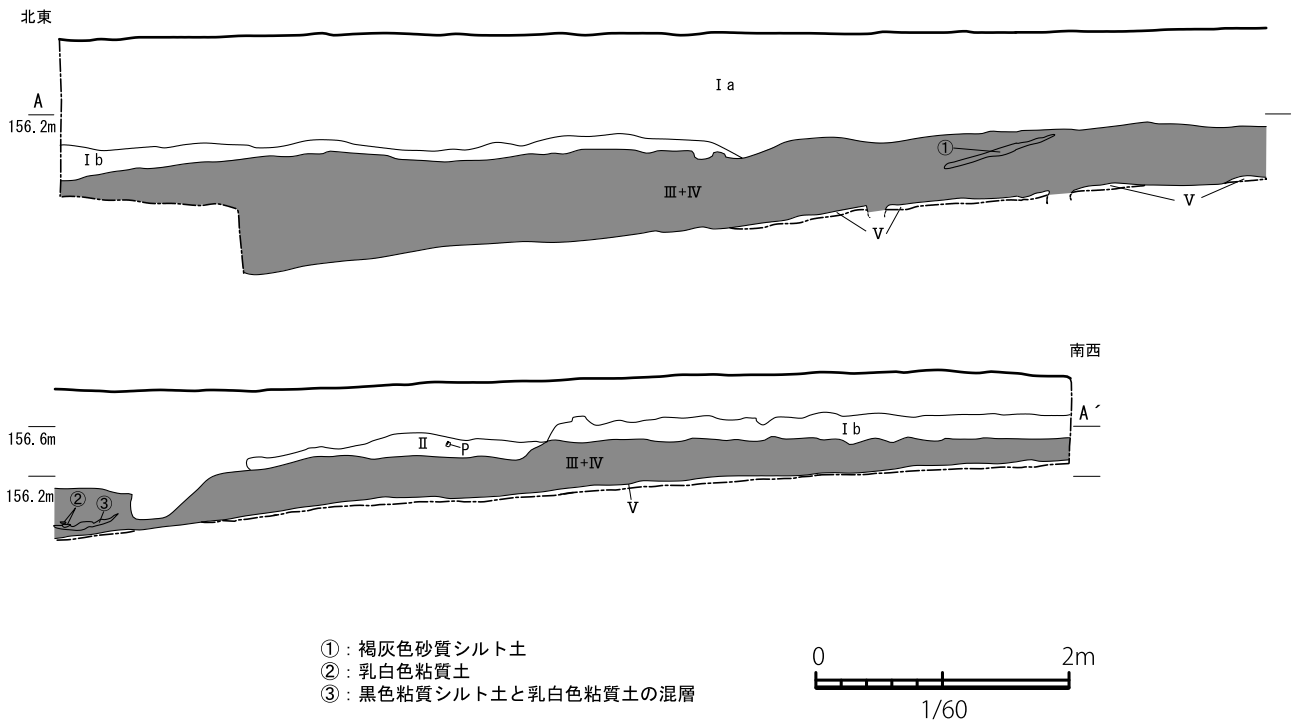 北東
Ⅰa
A
156.2m
Ⅰb
①
Ⅲ+Ⅳ
V
V
南西
A´
156.6m
Ⅱ
P
Ⅰb
Ⅲ+Ⅳ
156.2m
②
③
V
①：褐灰色砂質シルト土
②：乳白色粘質土
③：黒色粘質シルト土と乳白色粘質土の混層
0 2m
1/60